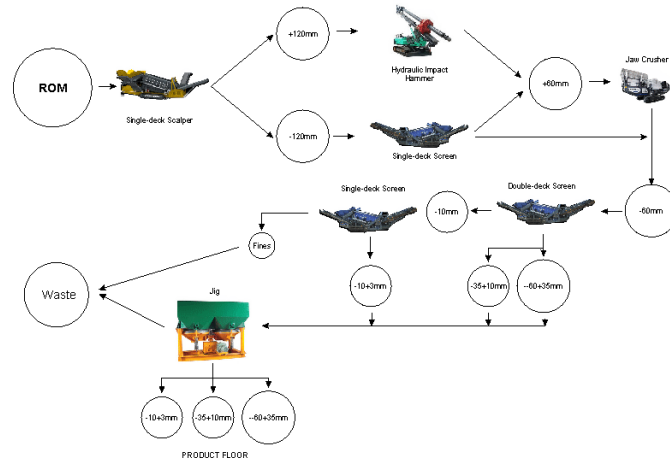 +120mm
Hydraulic Impact
Hammer
Jaw Crusher
ROM
+60mm
Single-deck Scalper
-120mm
Single-deck Screen
Single-deck Screen
Double-deck Screen
-10mm
-60mm
Fines
Waste
-10+3mm
-35+10mm
--60+35mm
Jig
-10+3mm
-35+10mm
--60+35mm
PRODUCT FLOOR